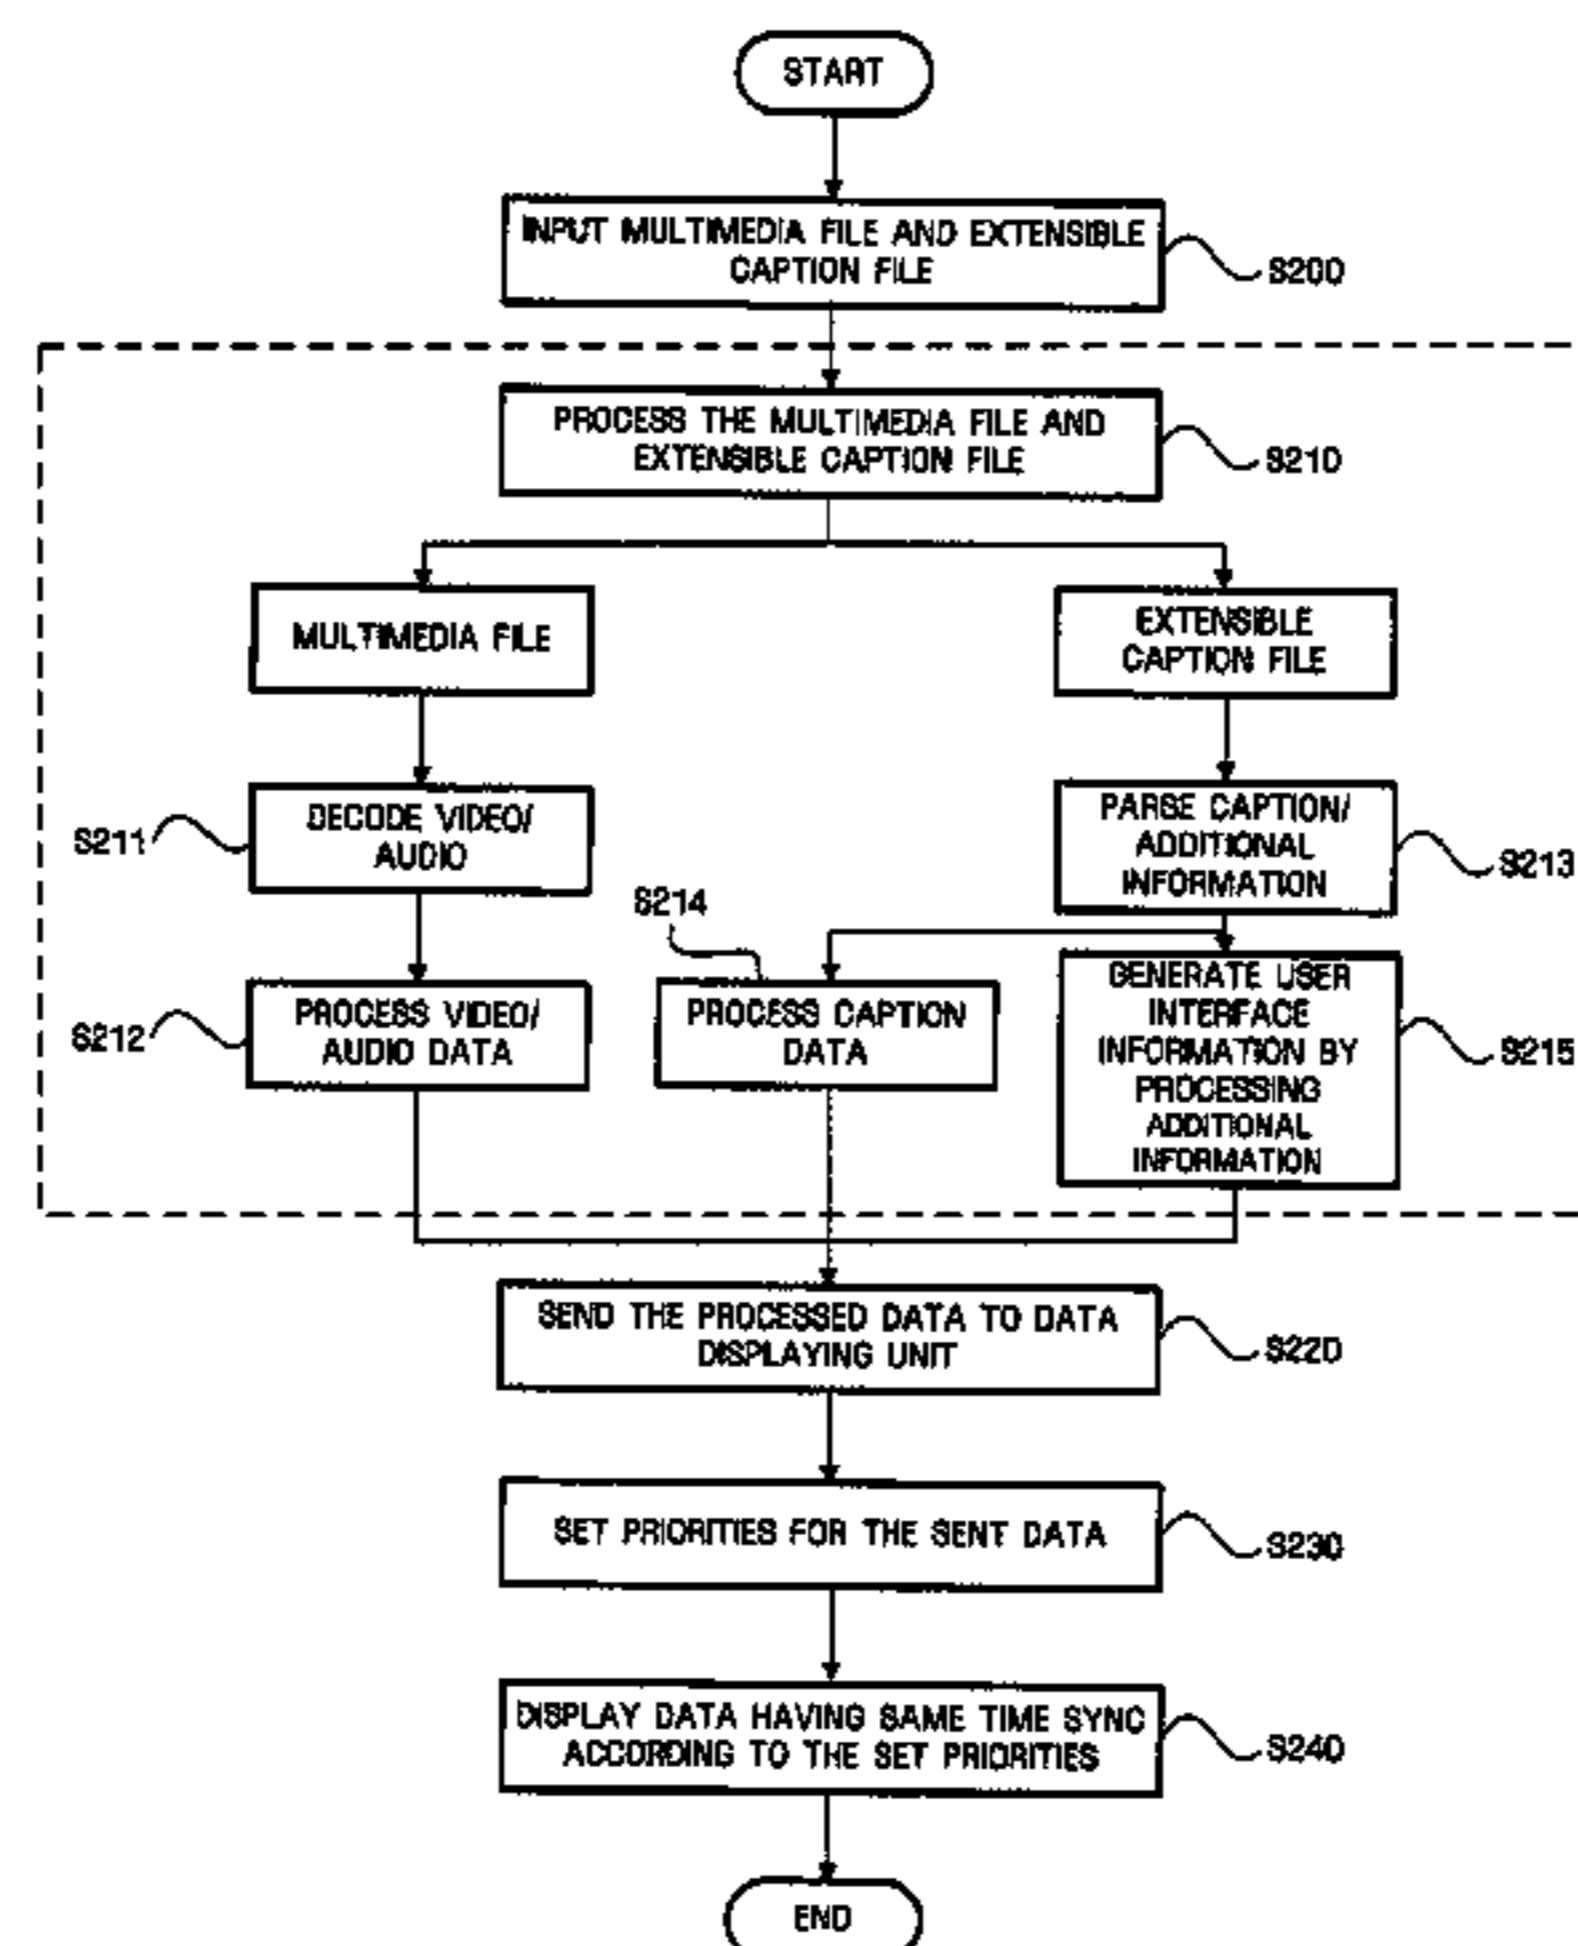 START
INPUT MULTIMEDIA FILE AND EXTENSIBLE
CAPTION FILE
S200
PROCESS THE MULTIMEDIA FILE AND
EXTENSIBLE CAPTION FILE
S210
MULTIMEDIA FILE
EXTENSIBLE
CAPTION FILE
DECODE VIDEO/
AUDIO
S211
PARSE CAPTION/
ADDITIONAL
INFORMATION
S213
S214
PROCESS VIDEO/
AUDIO DATA
S212
PROCESS CAPTION
DATA
GENERATE USER
INTERFACE
INFORMATION BY
PROCESSING
ADDITIONAL
INFORMATION
S215
SEND THE PROCESSED DATA TO DATA
DISPLAYING UNIT
S220
SET PRIORITIES FOR THE SENT DATA
S230
DISPLAY DATA HAVING SAME TIME SYNC
ACCORDING TO THE SET PRIORITIES
S240
END